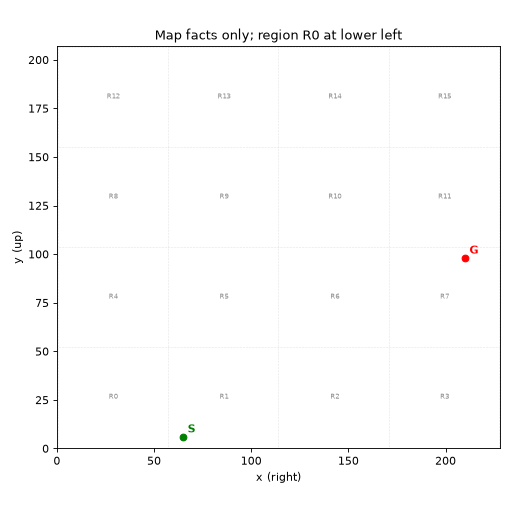 Map facts only; region R0 at lower left
200
R12 R13 R14 R15
175
150
R8 R9 R10 R11
125
100
G
R4 R5 R6 R7
75
50
R0 R1 R2 R3
25
S
0
0 50 100 150 200
x (right)
y (up)